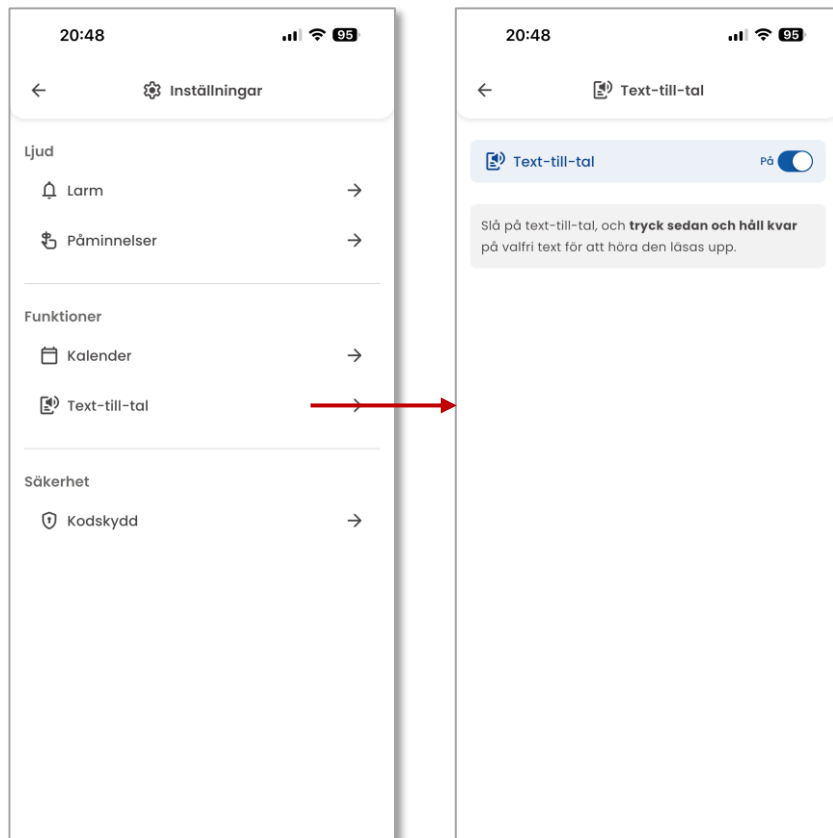 20:48
95
Inställningar
Ljud
Larm
Påminnelser
Funktioner
Kalender
Text-till-tal
Säkerhet
Kodskydd
20:48
95
Text-till-tal
Text-till-tal
På
Slå på text-till-tal, och tryck sedan och håll kvar
på valfri text för att höra den läsas upp.